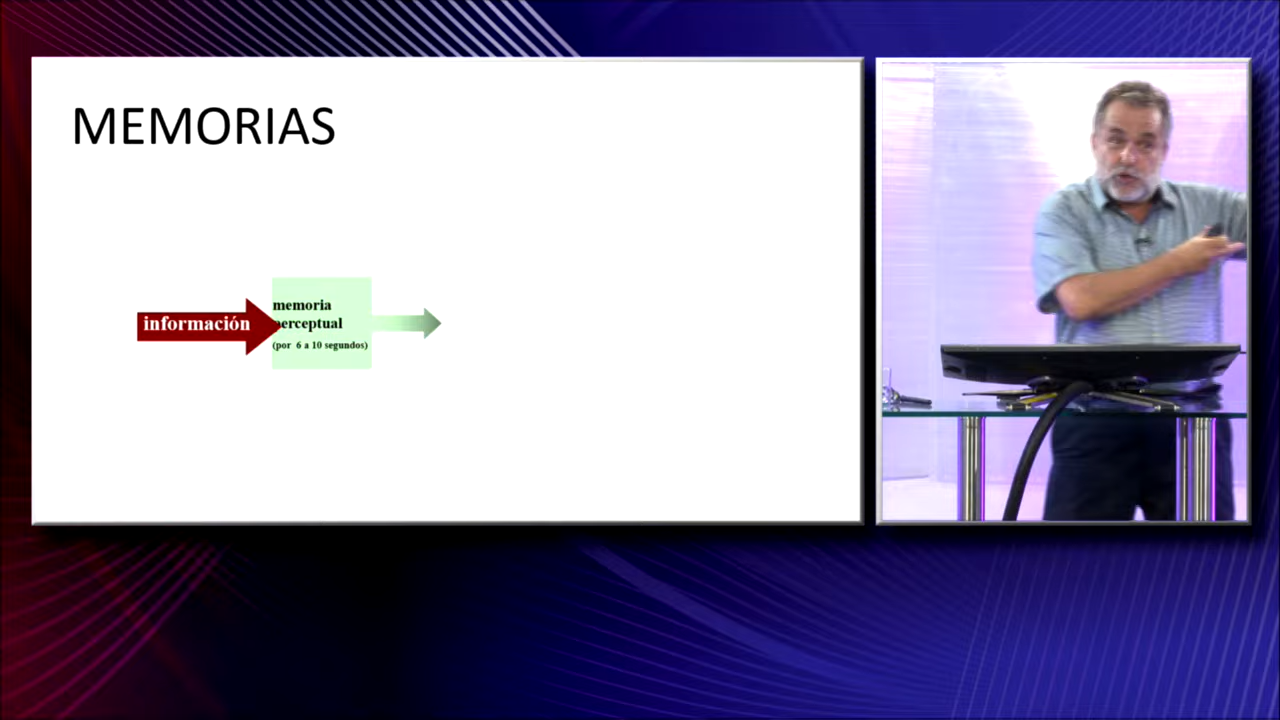 MEMORIAS
información
memoria
perceptual
(por 6 a 10 segundos)